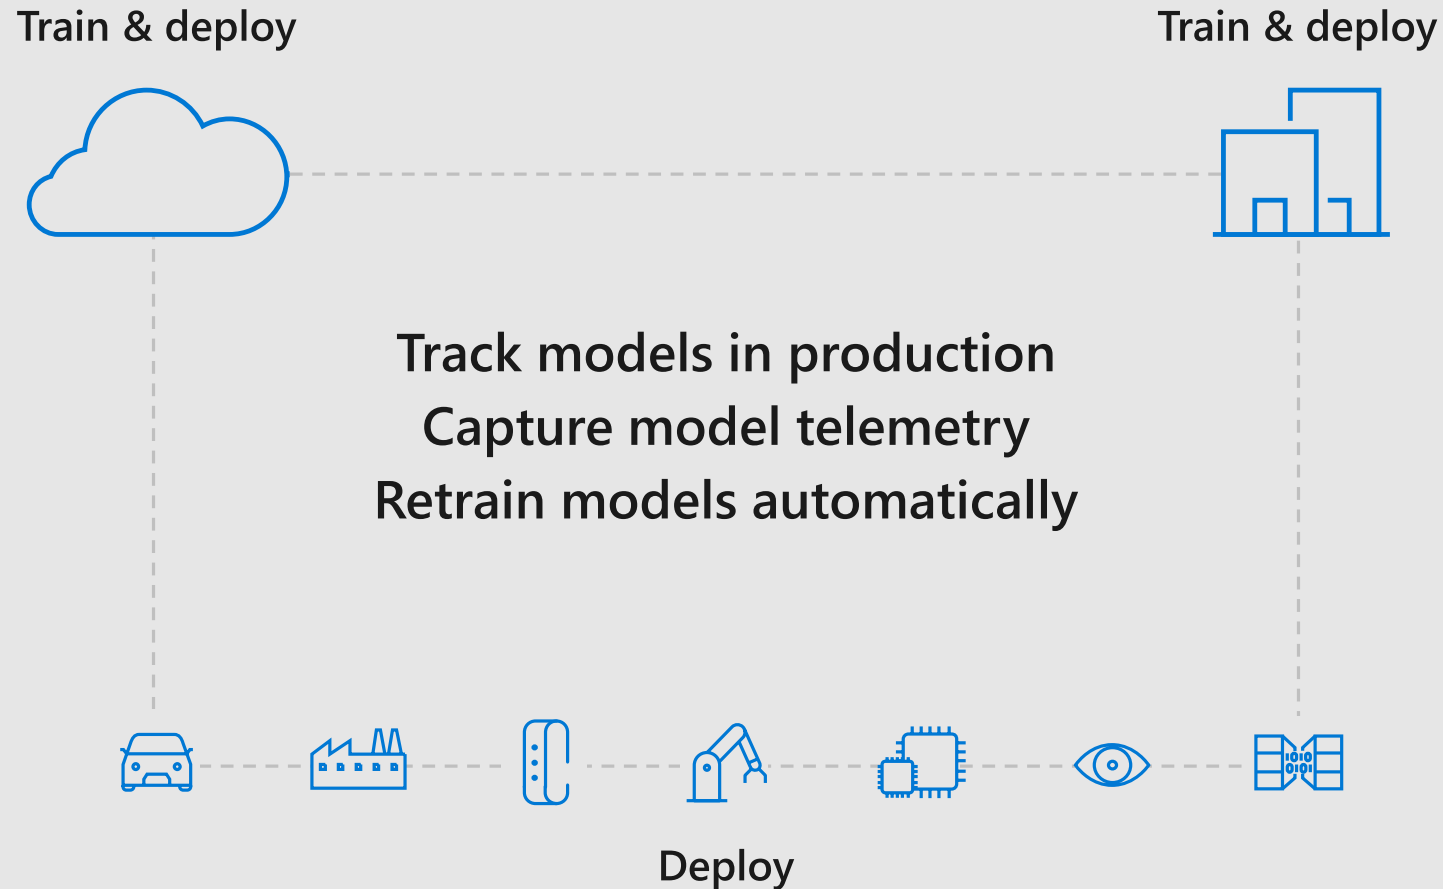 Train & deploy
Train & deploy
Track models in production
Capture model telemetry
Retrain models automatically
Deploy